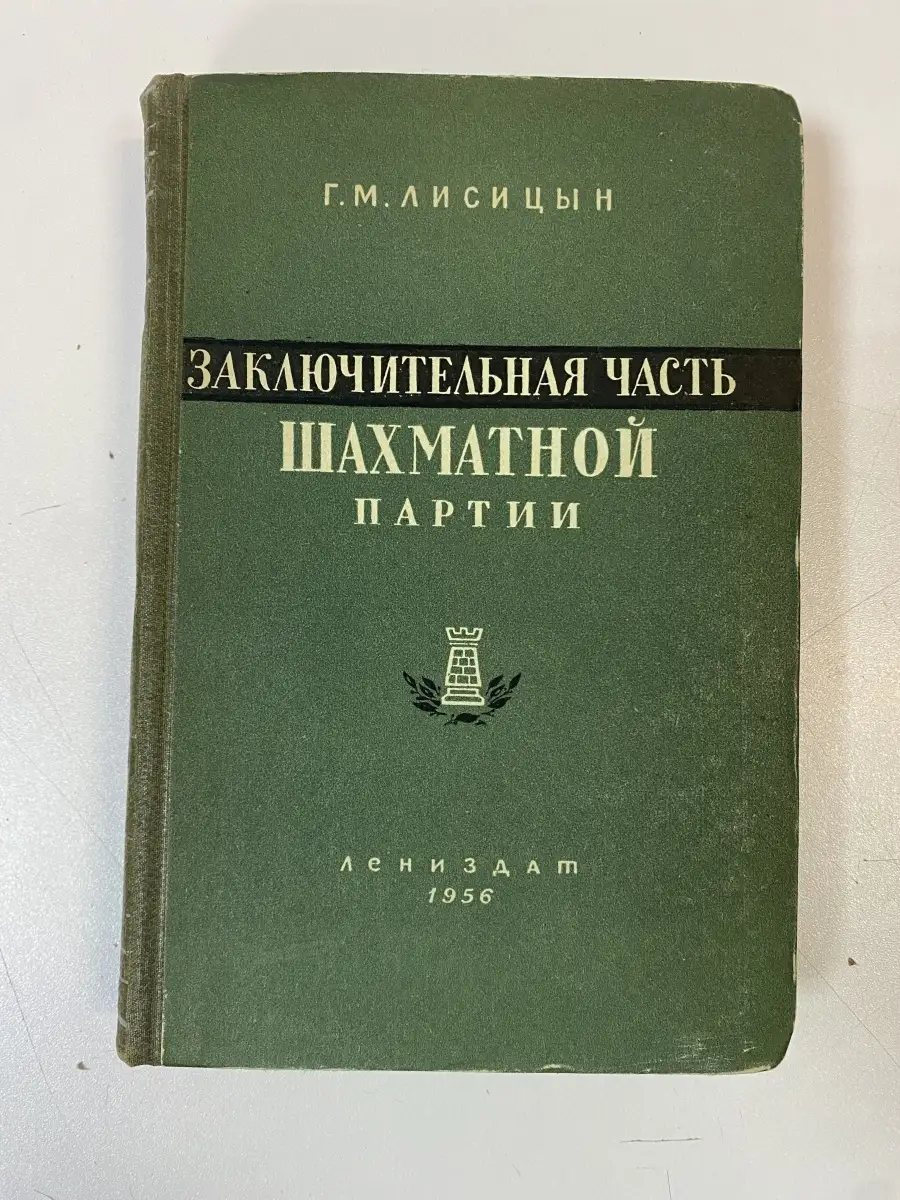 Г. М. ЛИСИЦЫН
ЗАКЛЮЧИТЕЛЬНАЯ ЧАСТЬ
ШАХМАТНОЙ
ПАРТИИ
ЛЕНИЗДАТ
1956